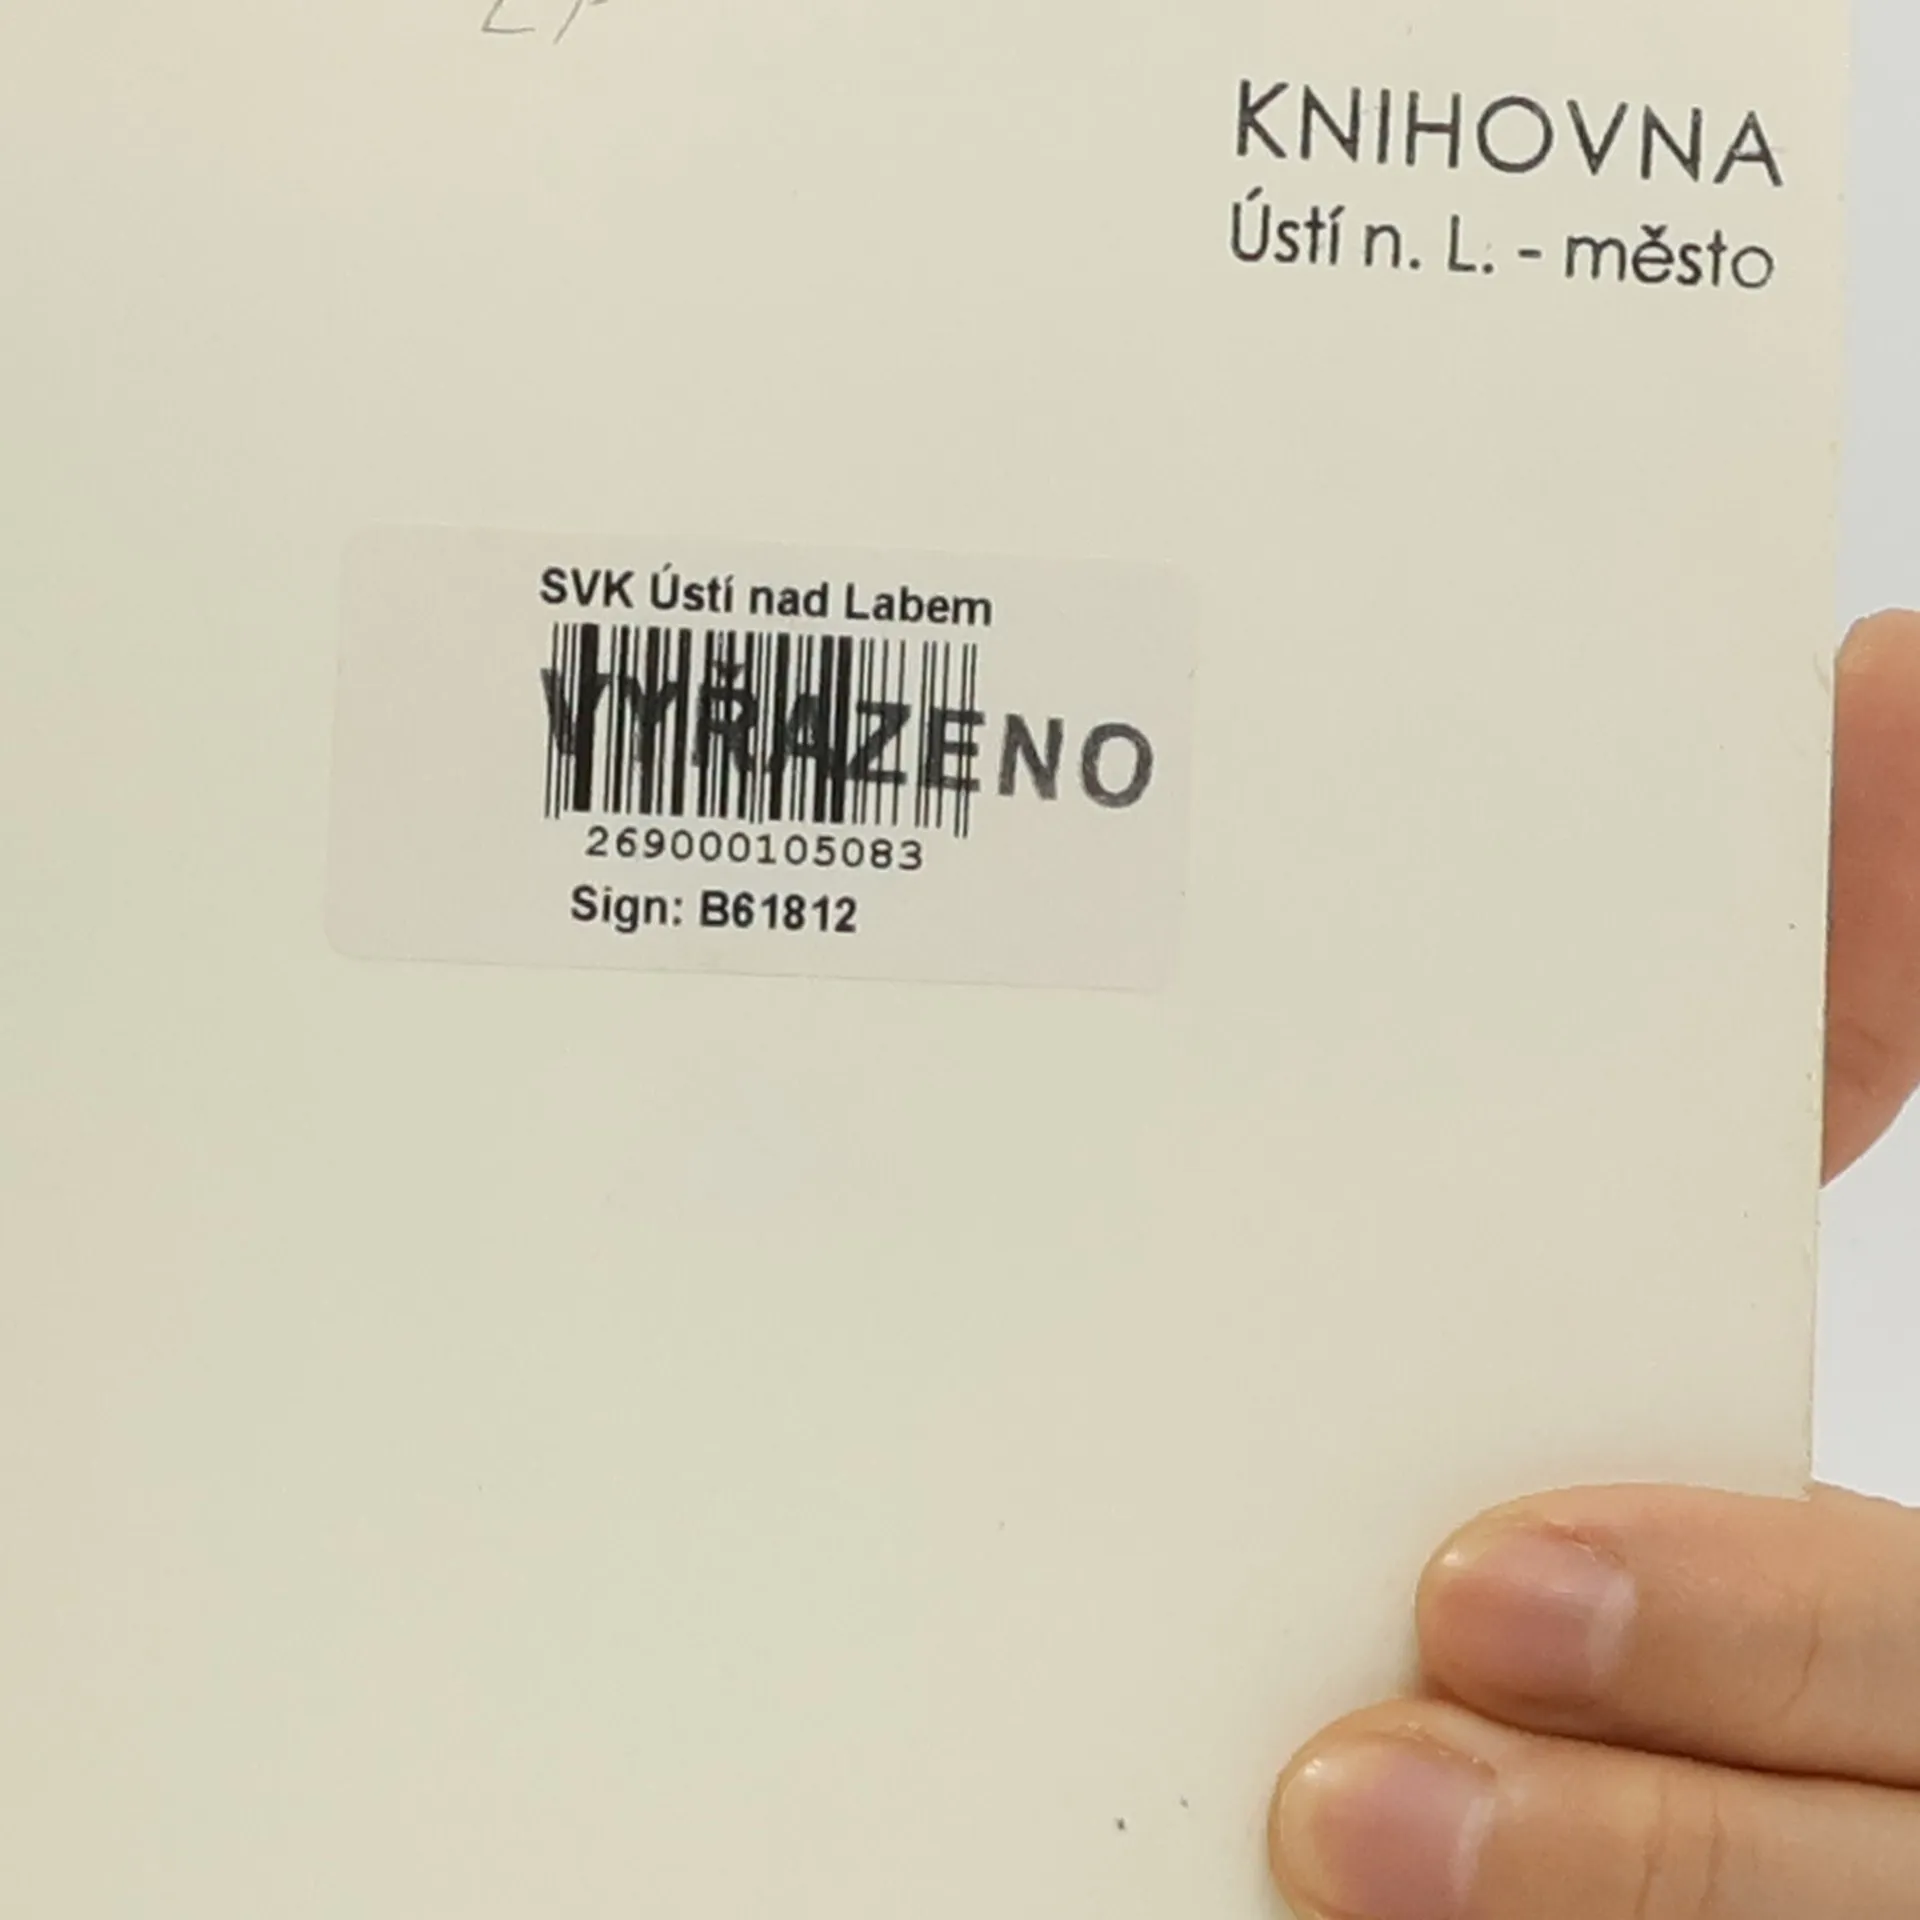 KNIHOVNA
Ústí n. L. - město
SVK Ústí nad Labem
VYŘAZENO
269000105083
Sign: B61812